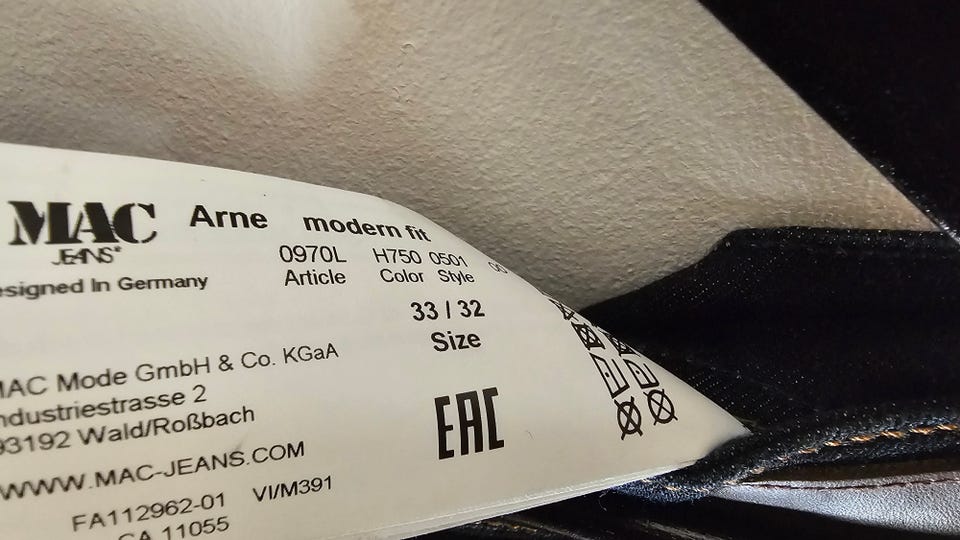 MAC Arne modern fit
JEANS*
0970L H750 0501 00
Article Color Style
esigned In Germany
33 / 32
Size
MAC Mode GmbH & Co. KGaA
ndustriestrasse 2
93192 Wald/Roßbach
EAC
WWW.MAC-JEANS.COM
FA112962-01 VI/M391
CA 11055